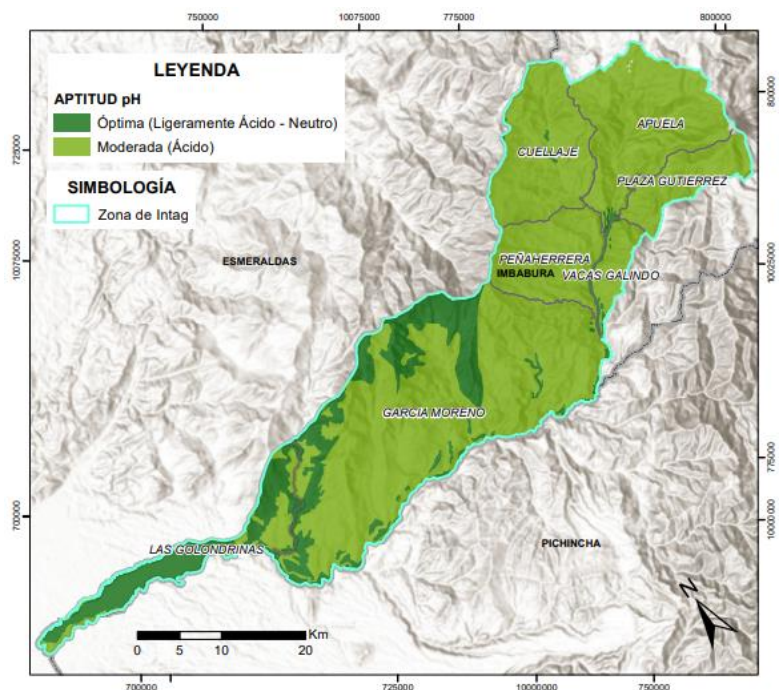 750000
10075000
775000
800000
LEYENDA
APTITUD pH
Óptima (Ligeramente Ácido - Neutro)
Moderada (Ácido)
SIMBOLOGÍA
Zona de Intag
800000
725000
APUELA
CUELLAJE
PLAZA GUTIERREZ
ESMERALDAS
10075000
PEÑAHERRERA
IMBABURA
VACAS GALINDO
10025000
GARCIA MORENO
775000
700000
10000000
LAS GOLONDRINAS
PICHINCHA
N
Km
0 5 10 20
700000
725000
10000000
750000